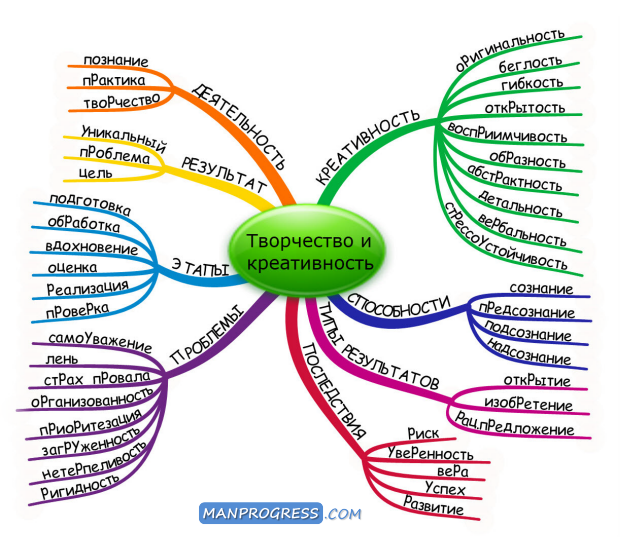 Творчество и
креативность
КРЕАТИВНОСТЬ
оРигинальность
беглость
гибкость
откРытость
воспРиимчивость
обРазность
абстРактность
детальность
веРбальность
стРессоУстойчивость
СПОСОБНОСТИ
сознание
пРедсознание
подсознание
надсознание
ТИПЫ РЕЗУЛЬТАТОВ
откРытие
изобРетение
Рац.пРедложение
ПОСЛЕДСТВИЯ
Риск
УвеРенность
веРа
Успех
Развитие
ПРОБЛЕМЫ
самоУважение
лень
стРах пРовала
оРганизованность
пРиоРитезация
загРУженность
нетеРпеливость
Ригидность
ЭТАПЫ
подготовка
обРаботка
вдохновение
оценка
Реализация
пРовеРка
РЕЗУЛЬТАТ
Уникальный
пРоблема
цель
ДЕЯТЕЛЬНОСТЬ
познание
пРактика
твоРчество
MANPROGRESS.COM